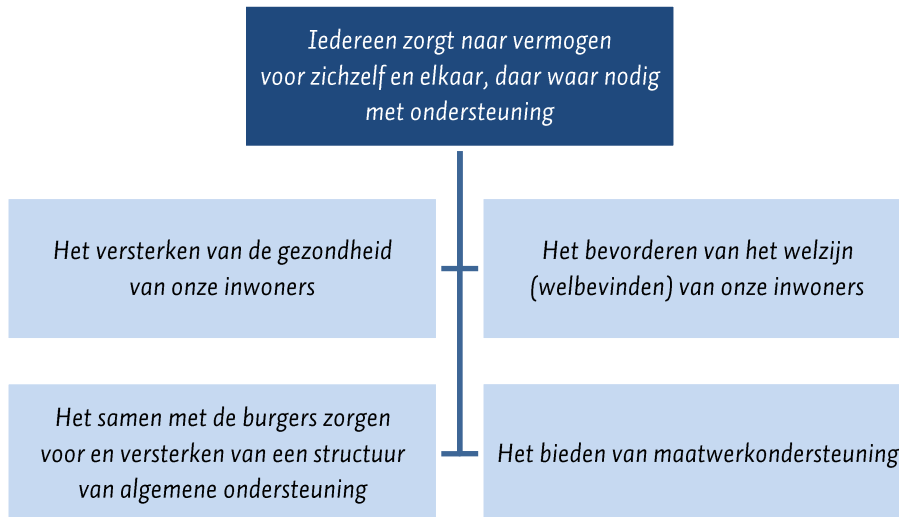 Iedereen zorgt naar vermogen
voor zichzelf en elkaar, daar waar nodig
met ondersteuning
Het versterken van de gezondheid
van onze inwoners
Het bevorderen van het welzijn
(welbevinden) van onze inwoners
Het samen met de burgers zorgen
voor en versterken van een structuur
van algemene ondersteuning
Het bieden van maatwerkondersteuning